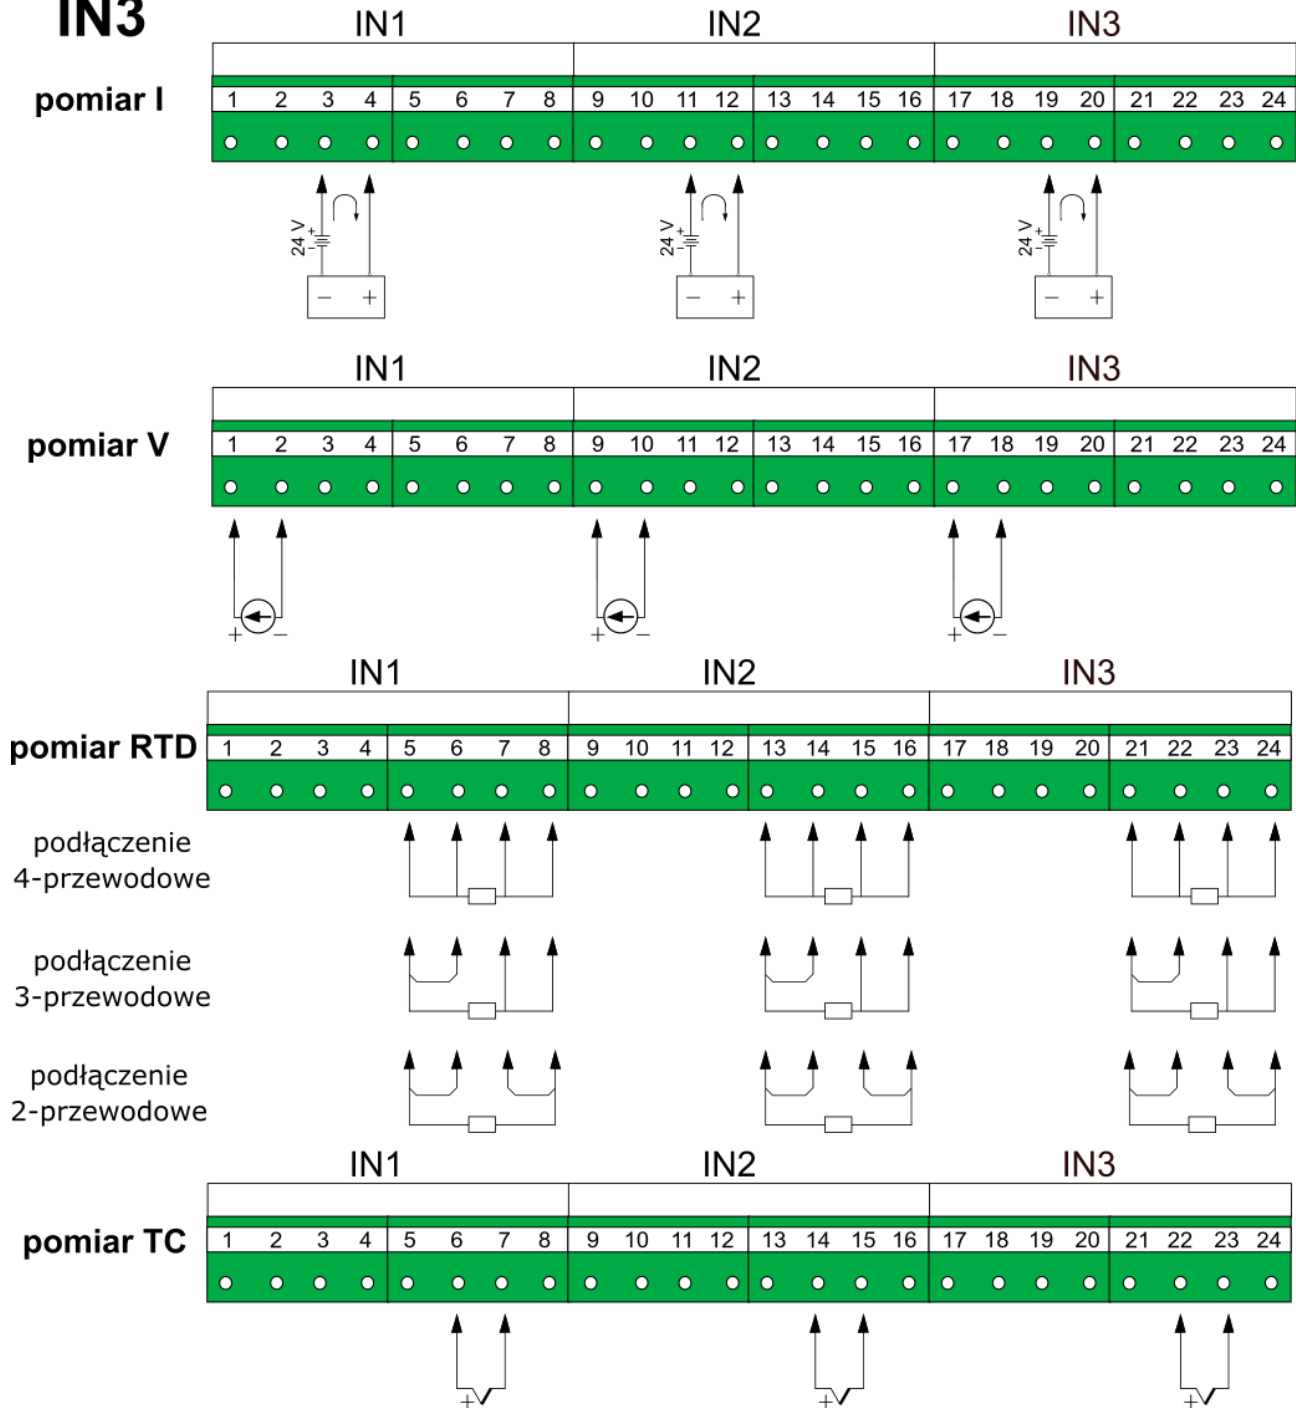 IN3
IN1 IN2 IN3
pomiar I
1 2 3 4 5 6 7 8 9 10 11 12 13 14 15 16 17 18 19 20 21 22 23 24
24 V + − 24 V + − 24 V + −
− + − + − +
IN1 IN2 IN3
pomiar V
1 2 3 4 5 6 7 8 9 10 11 12 13 14 15 16 17 18 19 20 21 22 23 24
+ − + − + −
IN1 IN2 IN3
pomiar RTD
1 2 3 4 5 6 7 8 9 10 11 12 13 14 15 16 17 18 19 20 21 22 23 24
podłączenie
4-przewodowe
podłączenie
3-przewodowe
podłączenie
2-przewodowe
IN1 IN2 IN3
pomiar TC
1 2 3 4 5 6 7 8 9 10 11 12 13 14 15 16 17 18 19 20 21 22 23 24
+ + +